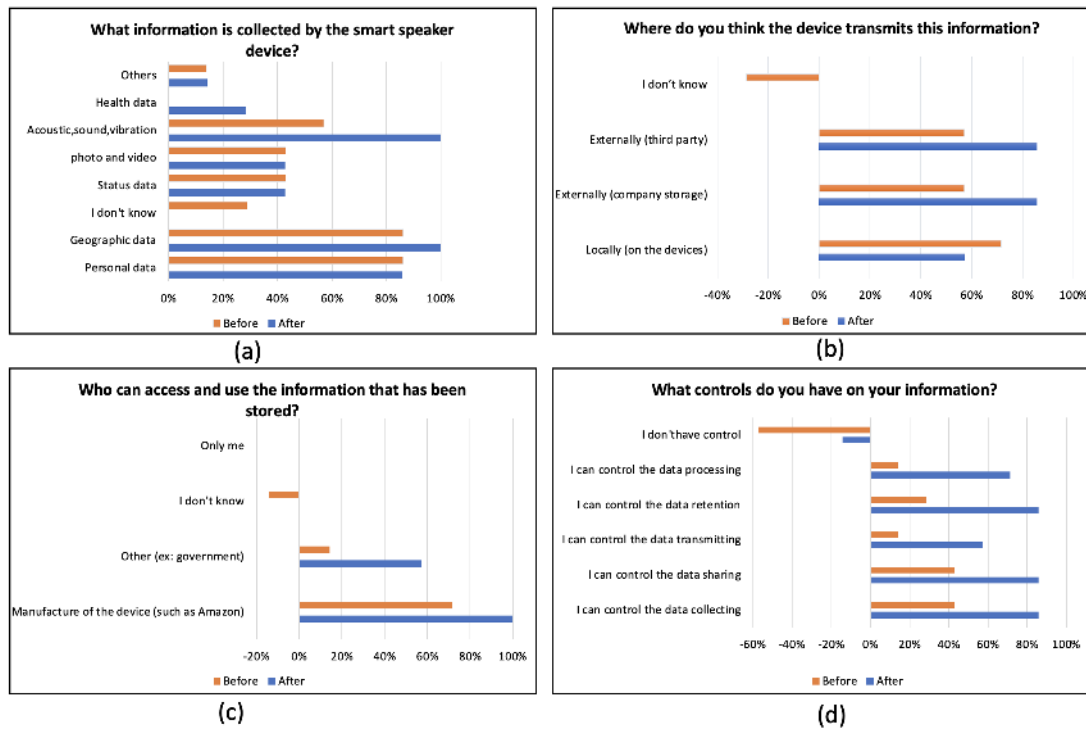 What information is collected by the smart speaker
device?
Others
Health data
Acoustic,sound,vibration
photo and video
Status data
I don't know
Geographic data
Personal data
0% 20% 40% 60% 80% 100%
Before After
(a)
Where do you think the device transmits this information?
I don't know
Externally (third party)
Externally (company storage)
Locally (on the devices)
-40% -20% 0% 20% 40% 60% 80% 100%
Before After
(b)
Who can access and use the information that has been
stored?
Only me
I don't know
Other (ex: government)
Manufacture of the device (such as Amazon)
-20% 0% 20% 40% 60% 80% 100%
Before After
(c)
What controls do you have on your information?
I don'thave control
I can control the data processing
I can control the data retention
I can control the data transmitting
I can control the data sharing
I can control the data collecting
-60% -40% -20% 0% 20% 40% 60% 80% 100%
Before After
(d)